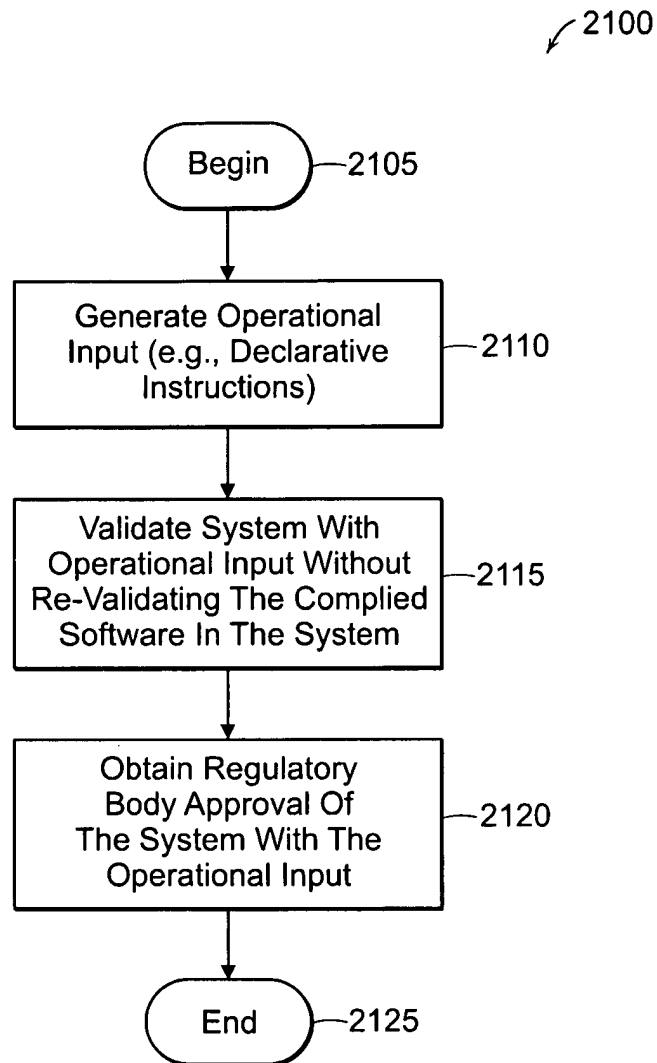 2100
Begin
2105
Generate Operational
Input (e.g., Declarative
Instructions)
2110
Validate System With
Operational Input Without
Re-Validating The Complied
Software In The System
2115
Obtain Regulatory
Body Approval Of
The System With The
Operational Input
2120
End
2125